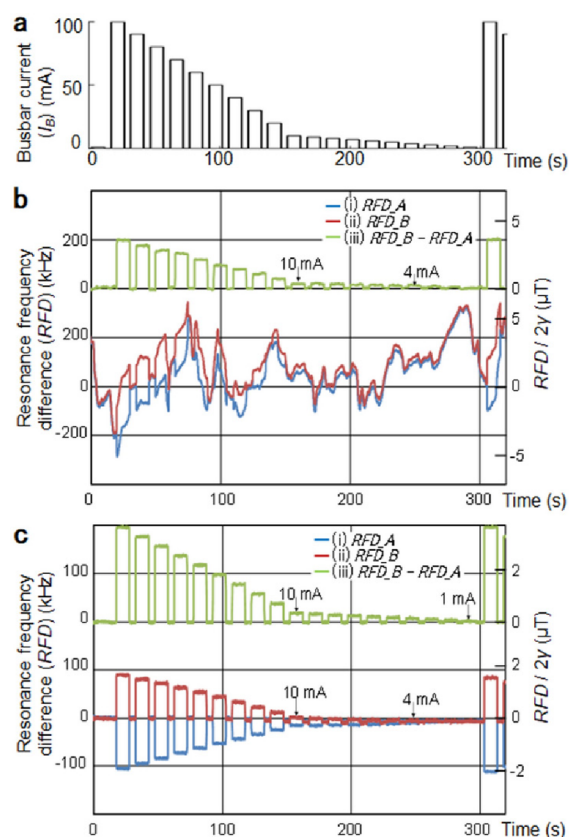 a
Busbar current
(I_B) (mA)
100
50
0
0
100
200
300
Time (s)
b
(i) RFD_A
(ii) RFD_B
(iii) RFD_B − RFD_A
Resonance frequency
difference (RFD) (kHz)
200
0
200
0
-200
10 mA
4 mA
5
0
5
0
-5
RFD / 2γ (μT)
0
100
200
300
Time (s)
c
(i) RFD_A
(ii) RFD_B
(iii) RFD_B − RFD_A
Resonance frequency
difference (RFD) (kHz)
100
0
100
0
-100
10 mA
1 mA
10 mA
4 mA
2
0
2
0
-2
RFD / 2γ (μT)
0
100
200
300
Time (s)